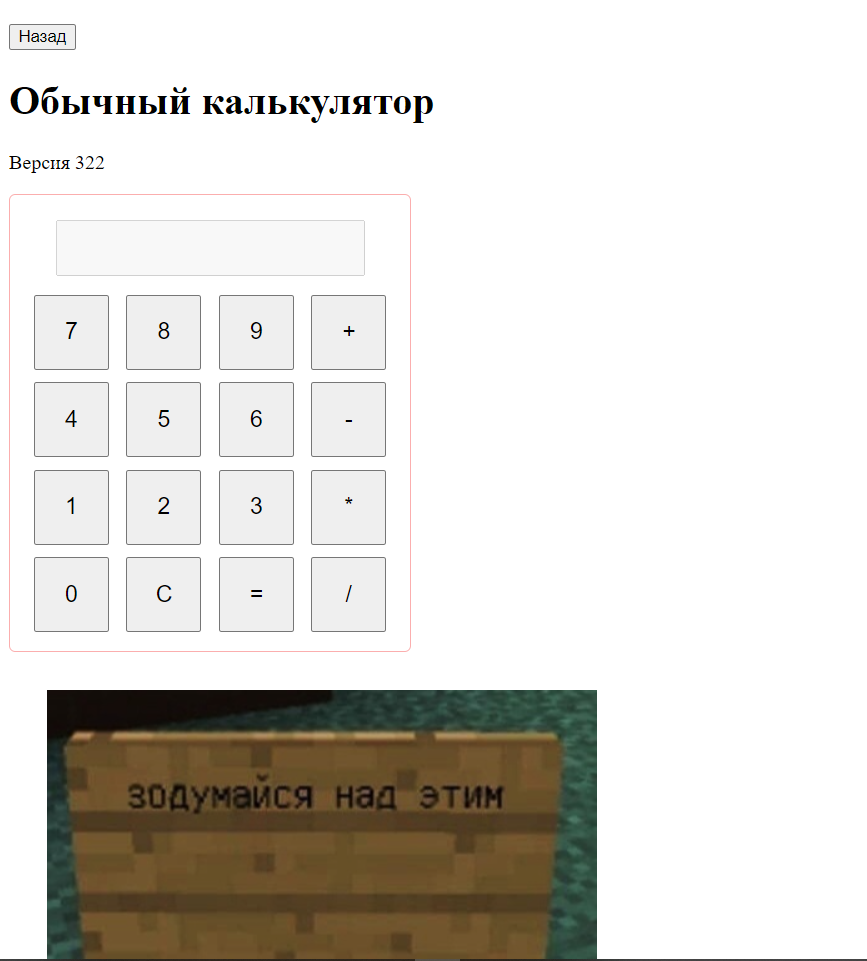 Назад
Обычный калькулятор
Версия 322
7 8 9 +
4 5 6 -
1 2 3 *
0 C = /
зодумайся над этим